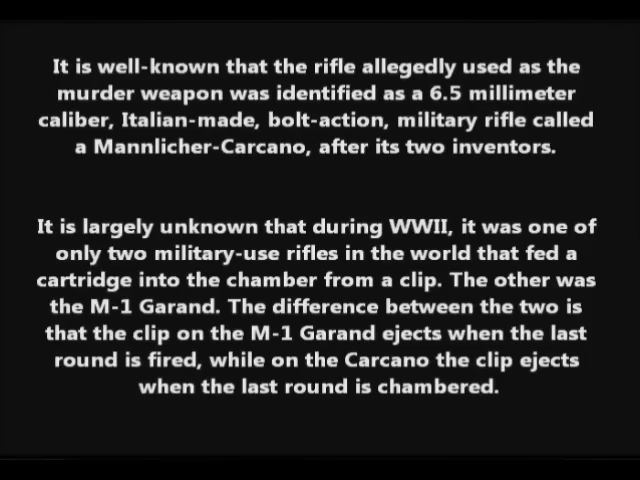 It is well-known that the rifle allegedly used as the
murder weapon was identified as a 6.5 millimeter
caliber, Italian-made, bolt-action, military rifle called
a Mannlicher-Carcano, after its two inventors.
It is largely unknown that during WWII, it was one of
only two military-use rifles in the world that fed a
cartridge into the chamber from a clip. The other was
the M-1 Garand. The difference between the two is
that the clip on the M-1 Garand ejects when the last
round is fired, while on the Carcano the clip ejects
when the last round is chambered.